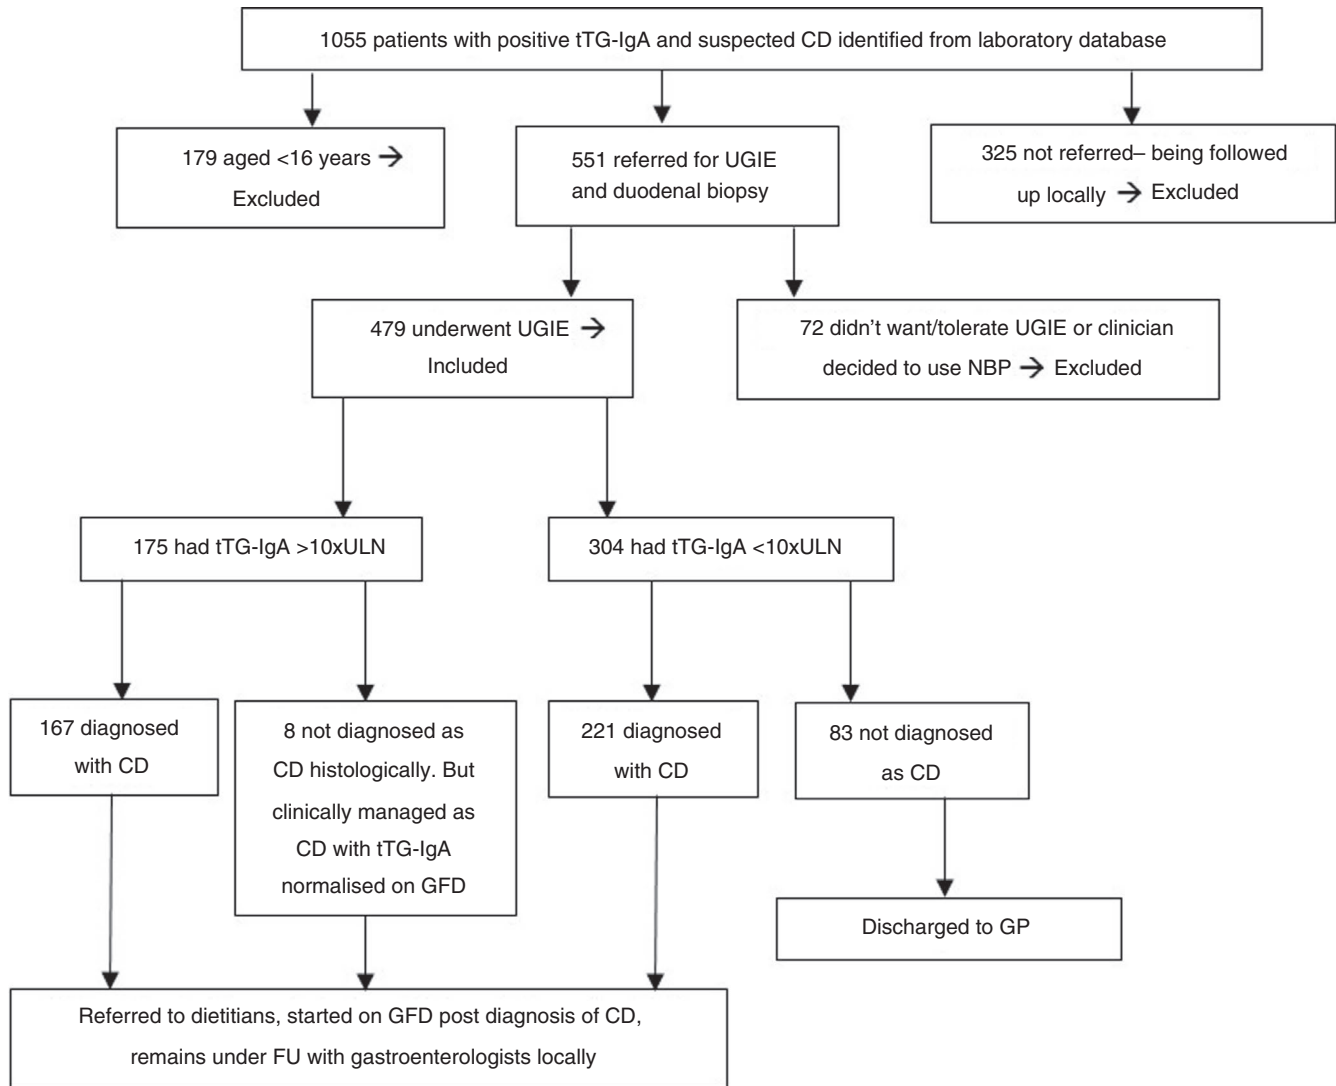 1055 patients with positive tTG-IgA and suspected CD identified from laboratory database
179 aged <16 years →
Excluded
551 referred for UGIE
and duodenal biopsy
325 not referred– being followed
up locally → Excluded
479 underwent UGIE →
Included
72 didn't want/tolerate UGIE or clinician
decided to use NBP → Excluded
175 had tTG-IgA >10xULN
304 had tTG-IgA <10xULN
167 diagnosed
with CD
8 not diagnosed as
CD histologically. But
clinically managed as
CD with tTG-IgA
normalised on GFD
221 diagnosed
with CD
83 not diagnosed
as CD
Discharged to GP
Referred to dietitians, started on GFD post diagnosis of CD,
remains under FU with gastroenterologists locally